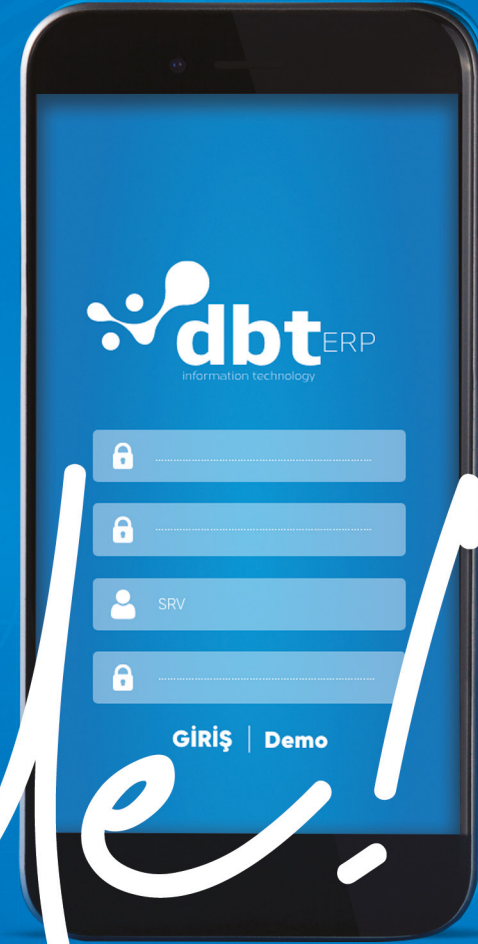 dbt ERP
information technology
SRV
GİRİŞ | Demo